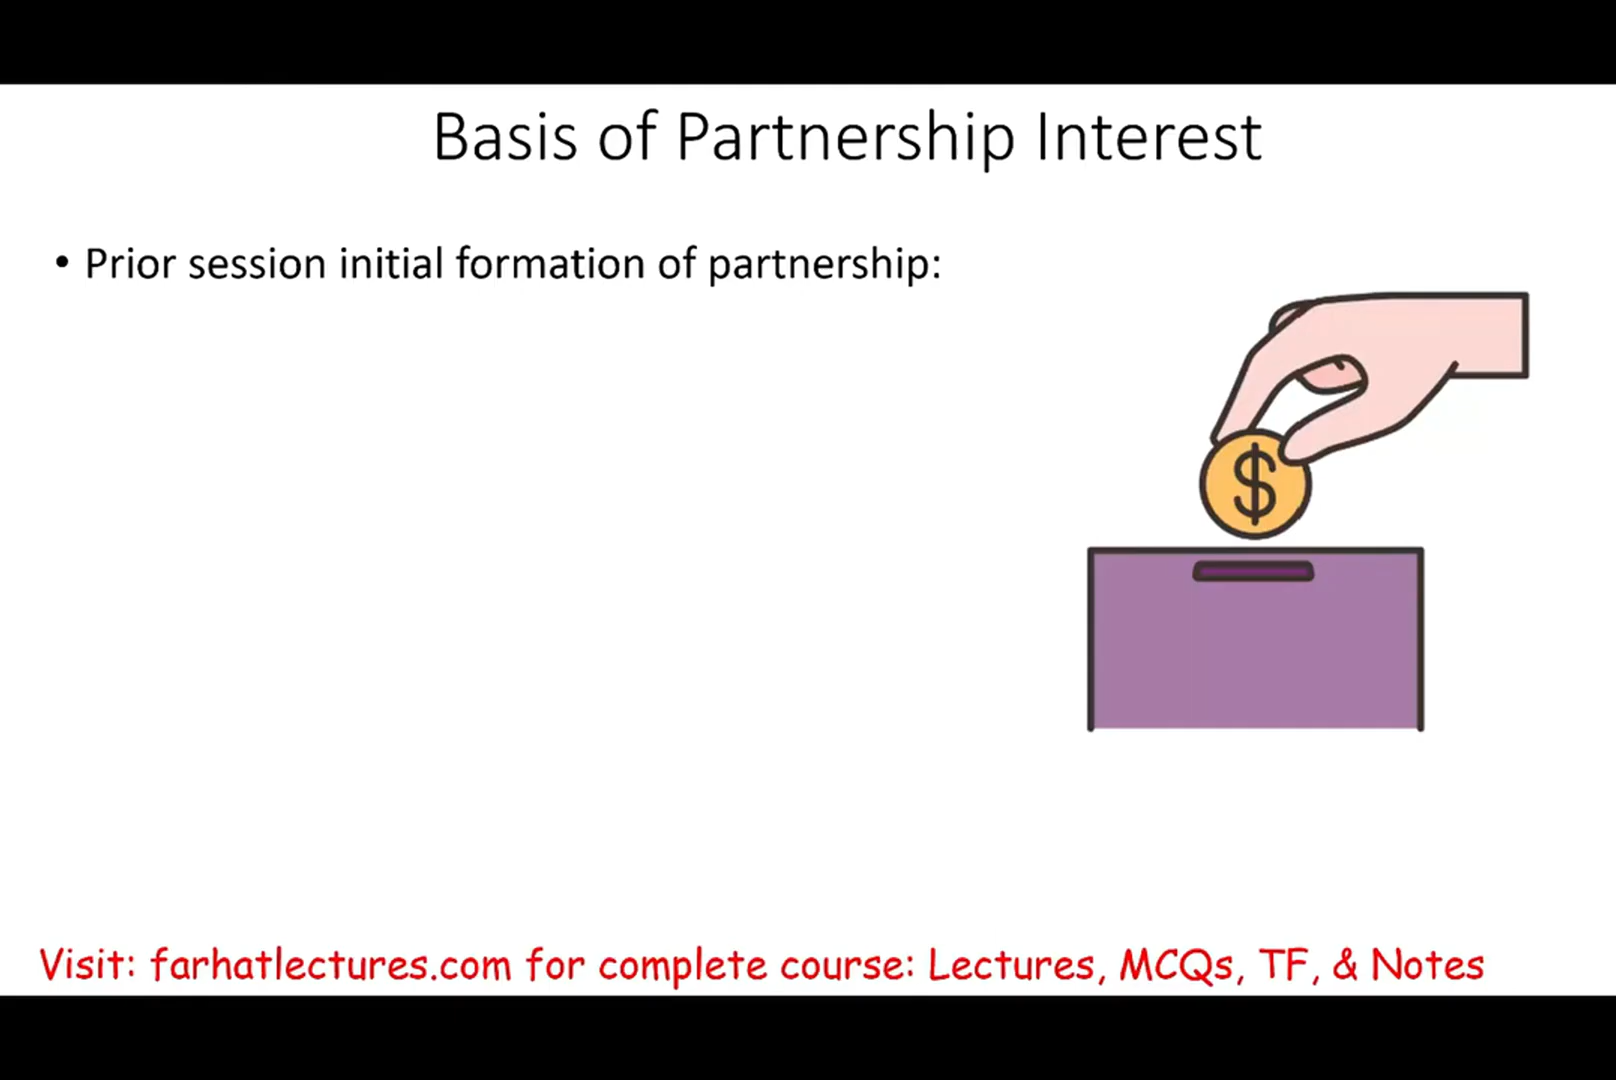 Basis of Partnership Interest
• Prior session initial formation of partnership:
$
Visit: farhatlectures.com for complete course: Lectures, MCQs, TF, & Notes